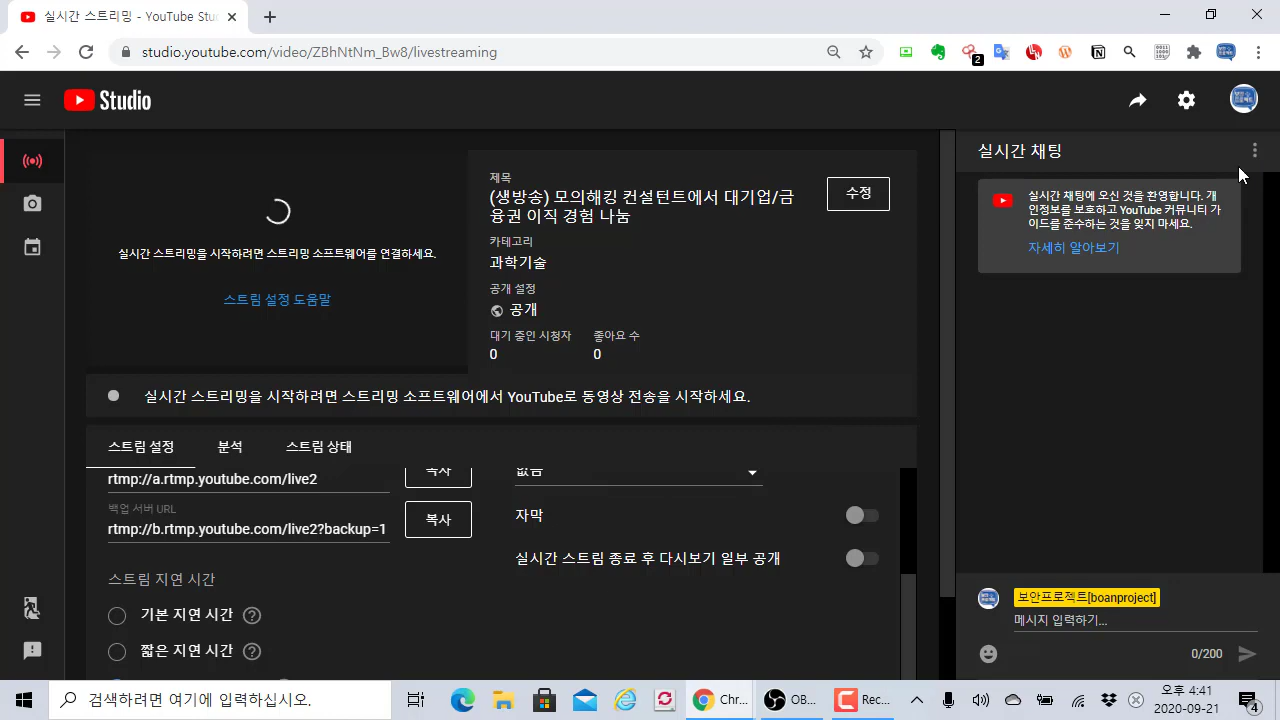 실시간 스트리밍 - YouTube Stu
studio.youtube.com/video/ZBhNtNm_Bw8/livestreaming
2
Studio
실시간 스트리밍을 시작하려면 스트리밍 소프트웨어를 연결하세요.
스트림 설정 도움말
제목
(생방송) 모의해킹 컨설턴트에서 대기업/금
융권 이직 경험 나눔
수정
카테고리
과학기술
공개 설정
공개
대기 중인 시청자
좋아요 수
0
0
실시간 스트리밍을 시작하려면 스트리밍 소프트웨어에서 YouTube로 동영상 전송을 시작하세요.
스트림 설정
분석
스트림 상태
rtmp://a.rtmp.youtube.com/live2
복사
백업 서버 URL
rtmp://b.rtmp.youtube.com/live2?backup=1
복사
스트림 지연 시간
기본 지연 시간
짧은 지연 시간
없음
자막
실시간 스트림 종료 후 다시보기 일부 공개
실시간 채팅
실시간 채팅에 오신 것을 환영합니다. 개
인정보를 보호하고 YouTube 커뮤니티 가
이드를 준수하는 것을 잊지 마세요.
자세히 알아보기
보안프로젝트[boanproject]
메시지 입력하기...
0/200
검색하려면 여기에 입력하십시오.
Chr...
OB...
Rec...
오후 4:41
2020-09-21
4